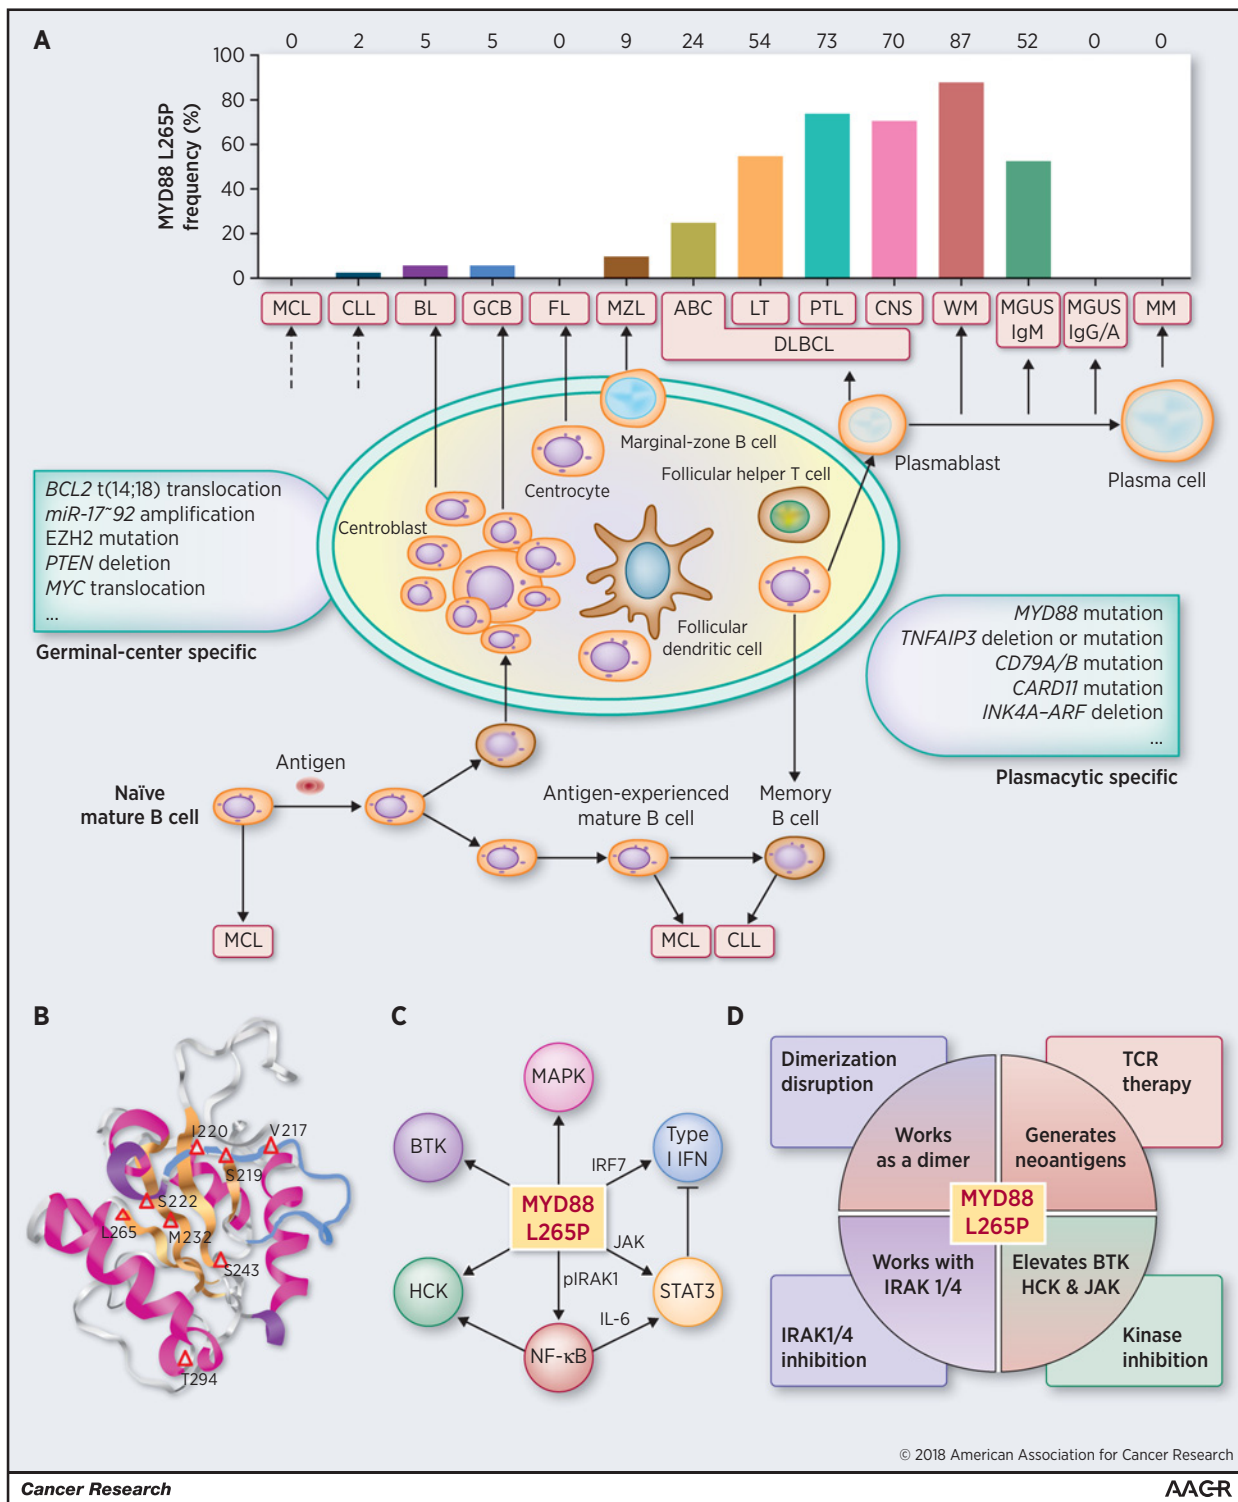 A
0 2 5 5 0 9 24 54 73 70 87 52 0 0
MYD88 L265P
frequency (%)
100
80
60
40
20
0
MCL CLL BL GCB FL MZL ABC LT PTL CNS WM MGUS IgM MGUS IgG/A MM
DLBCL
Marginal-zone B cell
Plasmablast
Plasma cell
Follicular helper T cell
Centrocyte
Centroblast
Follicular
dendritic cell
BCL2 t(14;18) translocation
miR-17~92 amplification
EZH2 mutation
PTEN deletion
MYC translocation
...
Germinal-center specific
MYD88 mutation
TNFAIP3 deletion or mutation
CD79A/B mutation
CARD11 mutation
INK4A–ARF deletion
...
Plasmacytic specific
Antigen
Naïve
mature B cell
Antigen-experienced
mature B cell
Memory
B cell
MCL
MCL
CLL
B
I220
V217
S219
S222
L265
M232
S243
T294
C
MAPK
BTK
Type
I IFN
IRF7
MYD88
L265P
JAK
pIRAK1
HCK
STAT3
IL-6
NF-κB
D
Dimerization
disruption
TCR
therapy
Works
as a dimer
Generates
neoantigens
MYD88
L265P
Works with
IRAK 1/4
Elevates BTK
HCK & JAK
IRAK1/4
inhibition
Kinase
inhibition
© 2018 American Association for Cancer Research
Cancer Research
AACR